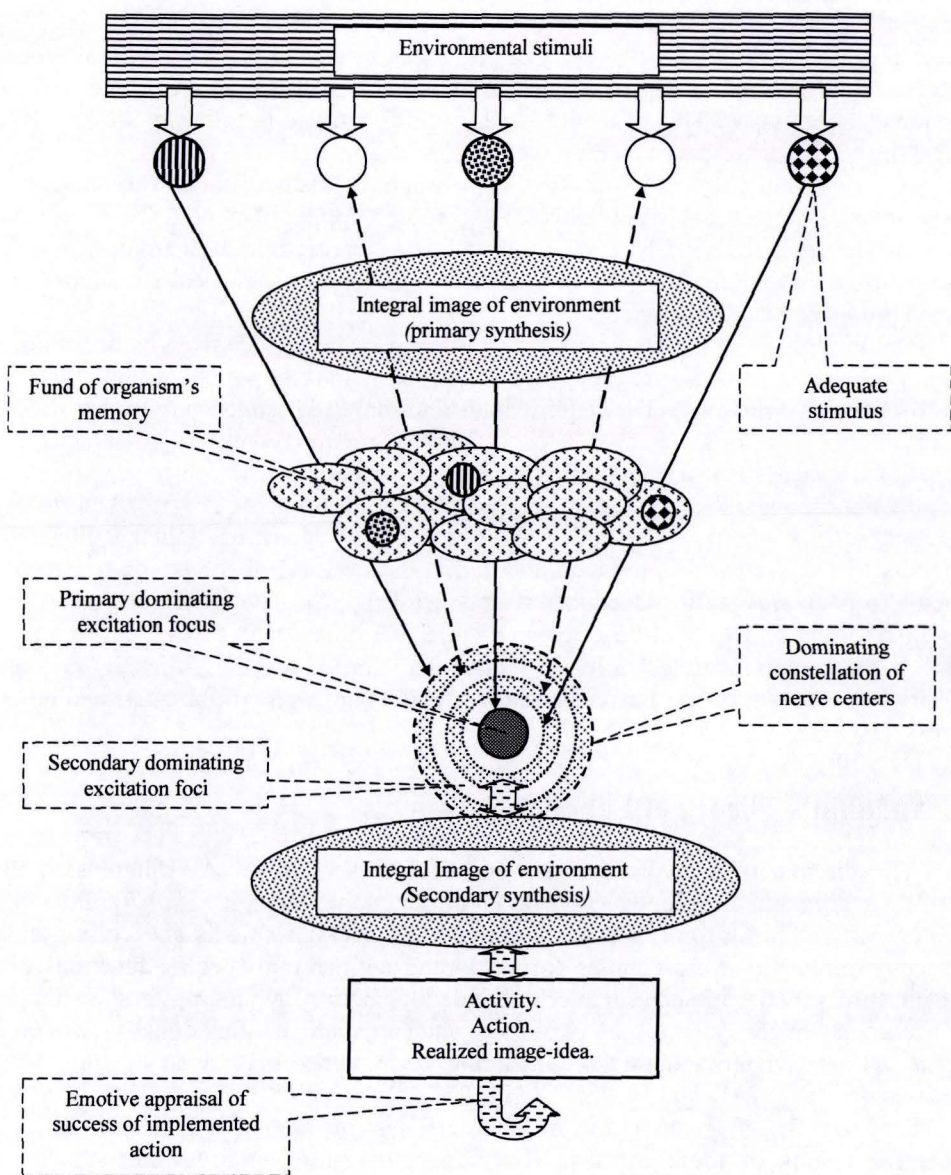 Environmental stimuli
Integral image of environment
(primary synthesis)
Fund of organism's
memory
Adequate
stimulus
Primary dominating
excitation focus
Dominating
constellation of
nerve centers
Secondary dominating
excitation foci
Integral Image of environment
(Secondary synthesis)
Activity.
Action.
Realized image-idea.
Emotive appraisal of
success of implemented
action